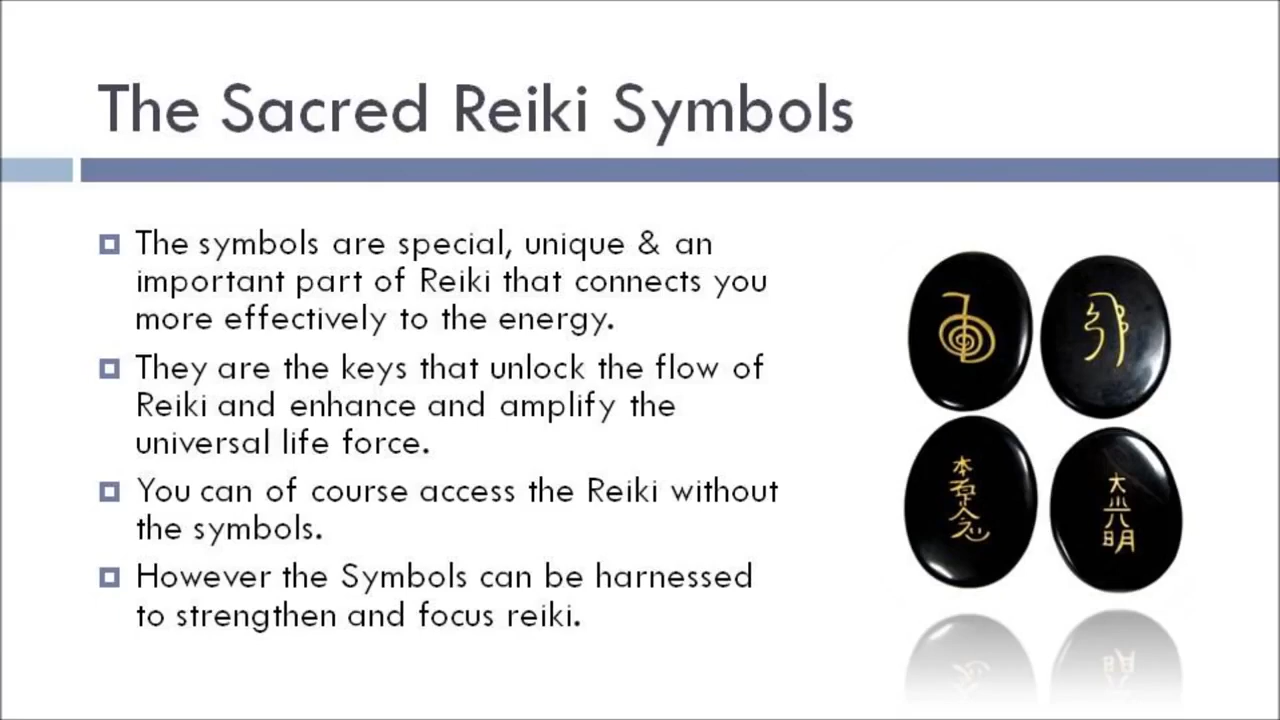 The Sacred Reiki Symbols
The symbols are special, unique & an
important part of Reiki that connects you
more effectively to the energy.
They are the keys that unlock the flow of
Reiki and enhance and amplify the
universal life force.
You can of course access the Reiki without
the symbols.
However the Symbols can be harnessed
to strengthen and focus reiki.